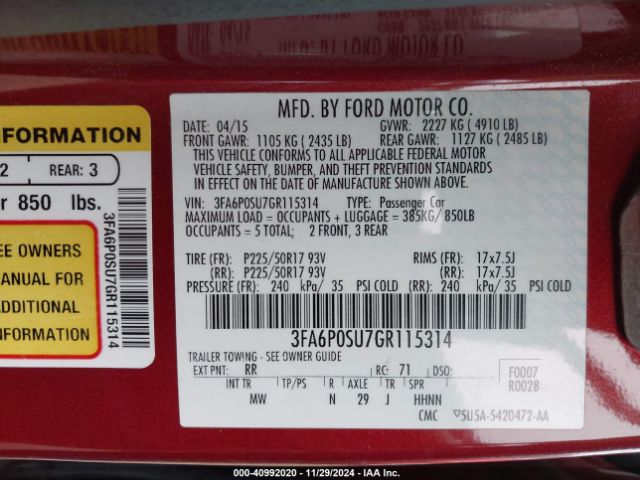 MFD. BY FORD MOTOR CO.
04/15 GVWR: 2227 KG (4910 LB)
FRONT GAWR: 1105 KG (2435 LB) REAR GAWR: 1127 KG (2485 LB)
THIS VEHICLE CONFORMS TO ALL APPLICABLE FEDERAL MOTOR
VEHICLE SAFETY, BUMPER, AND THEFT PREVENTION STANDARDS
IN EFFECT ON THE DATE OF MANUFACTURE SHOWN ABOVE.
VIN: 3FA6P0SU7GR115314 TYPE: Passenger Car
MAXIMUM LOAD = OCCUPANTS + LUGGAGE = 385KG/850LB
OCCUPANTS = 5 TOTAL; 2 FRONT, 3 REAR
TIRE (FR): P225/50R17 93V RIMS (FR): 17x7.5J
(RR): P225/50R17 93V (RR): 17x7.5J
PRESSURE (FR): 240 kPa/ 35 PSI COLD (RR): 240 kPa/ 35 PSI COLD
3FA6P0SU7GR115314
TRAILER TOWING - SEE OWNER GUIDE
EXT PNT: RR RC: 71 DSO: F0007
R0028
INT TR TP/PS R AXLE TR SPR
MW N 29 J HHNN
CMC SU5A-5420472-AA
INFORMATION
2 REAR: 3
850 lbs.
3FA6P0SU7GR115314
SEE OWNERS
MANUAL FOR
ADDITIONAL
INFORMATION
000-40992020 - 11/29/2024 - IAA Inc.